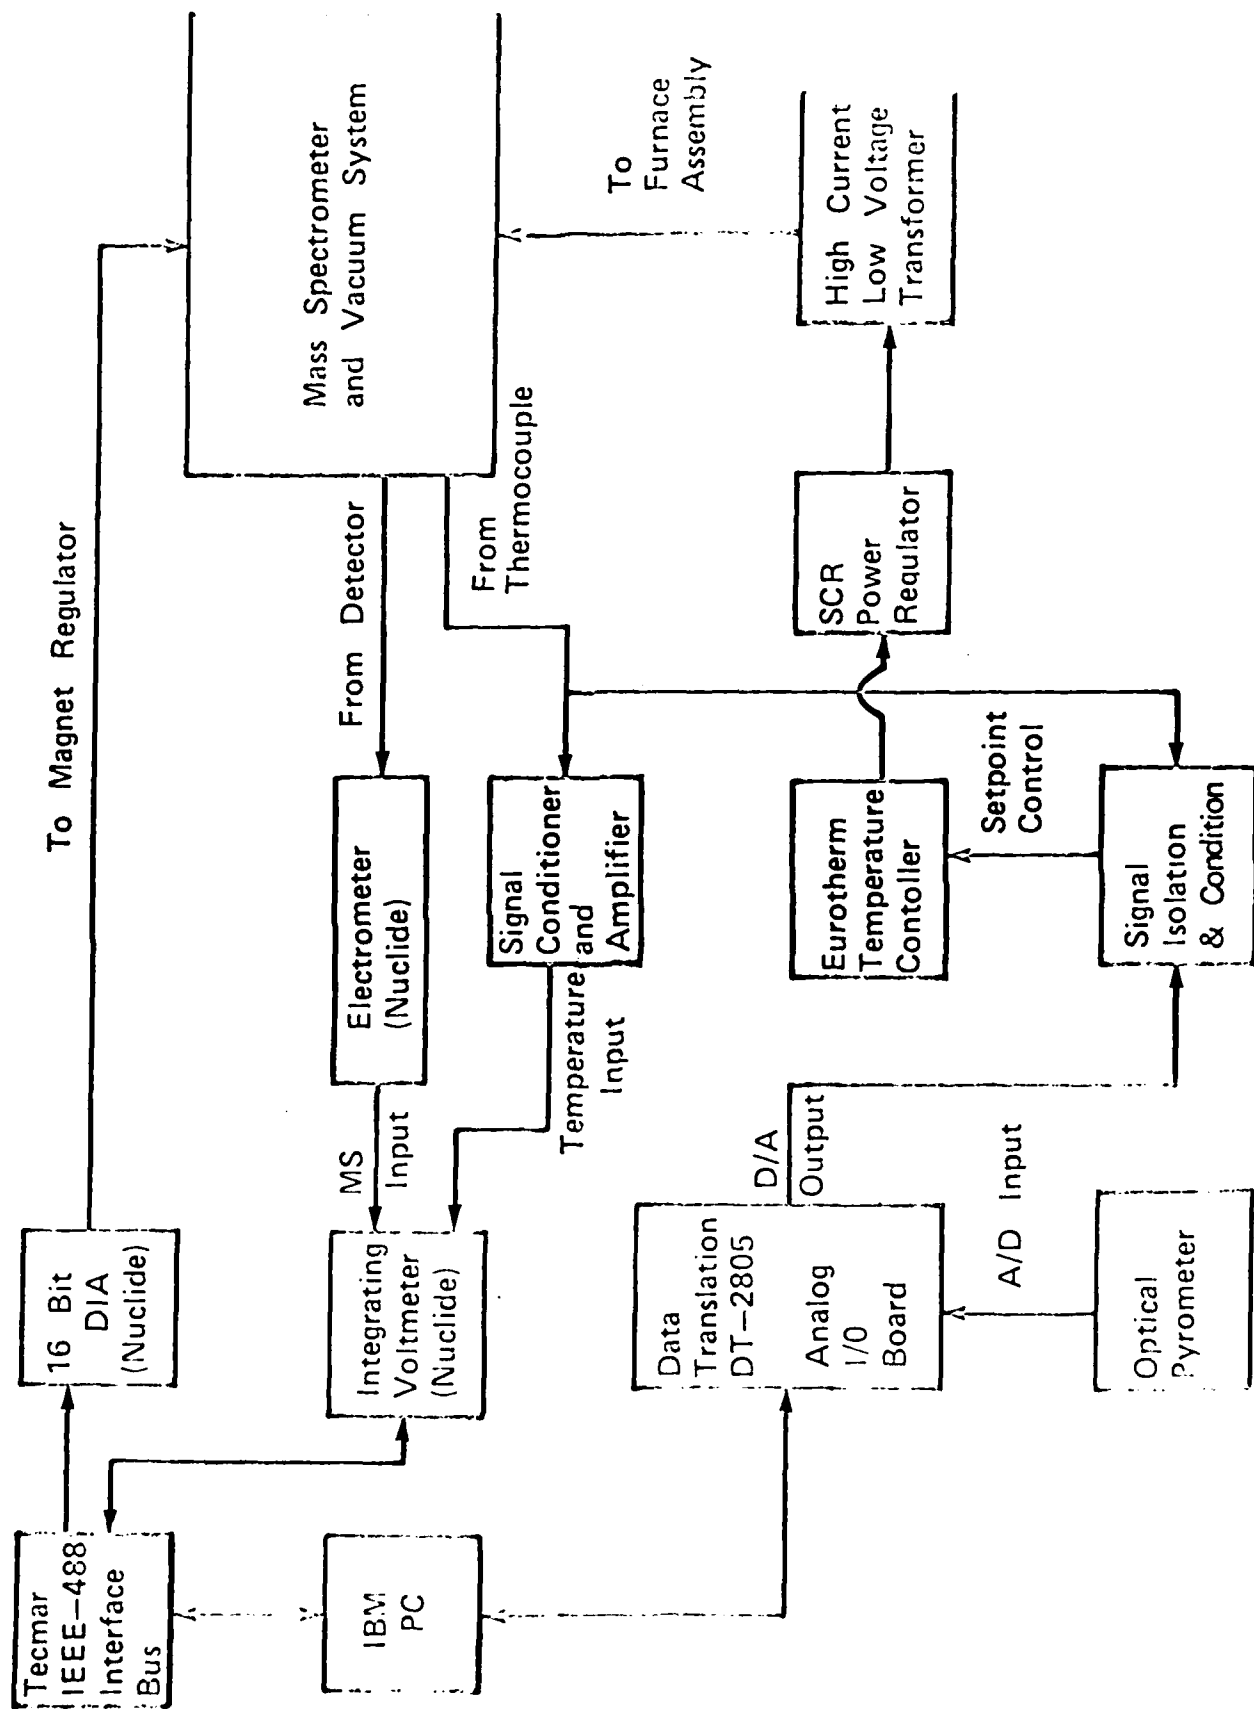 Tecmar
IEEE-488
Interface
Bus
16 Bit
DIA
(Nuclide)
To Magnet Regulator
IBM
PC
Integrating
Voltmeter
(Nuclide)
MS
Input
Electrometer
(Nuclide)
From Detector
Mass Spectrometer
and Vacuum System
Temperature
Input
Signal
Conditioner
and
Amplifier
From
Thermocouple
To
Furnace
Assembly
Data
Translation
DT-2805
Analog
I/O
Board
D/A
Output
Eurotherm
Temperature
Contoller
SCR
Power
Regulator
High Current
Low Voltage
Transformer
A/D Input
Setpoint
Control
Optical
Pyrometer
Signal
Isolation
& Condition